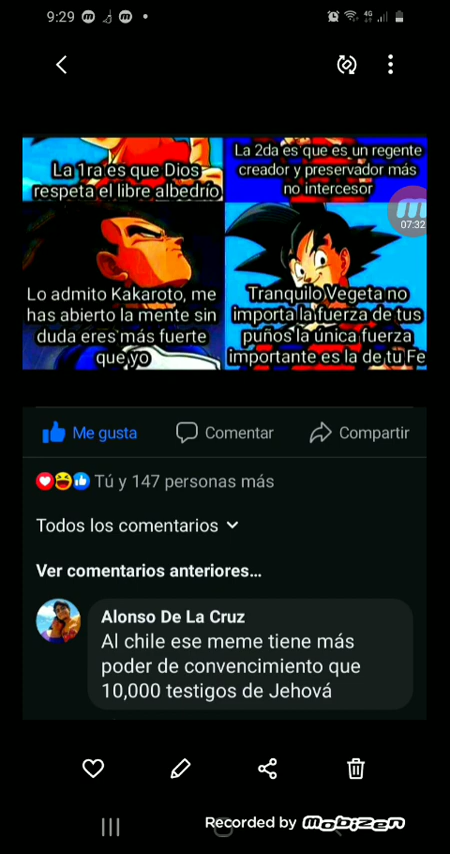 9:29
4G
La 1ra es que Dios
respeta el libre albedrío
La 2da es que es un regente
creador y preservador más
no intercesor
07:32
Lo admito Kakaroto, me
has abierto la mente sin
duda eres más fuerte
que yo
Tranquilo Vegeta no
importa la fuerza de tus
puños la única fuerza
importante es la de tu Fe
Me gusta
Comentar
Compartir
Tú y 147 personas más
Todos los comentarios
Ver comentarios anteriores...
Alonso De La Cruz
Al chile ese meme tiene más
poder de convencimiento que
10,000 testigos de Jehová
Recorded by mobizen